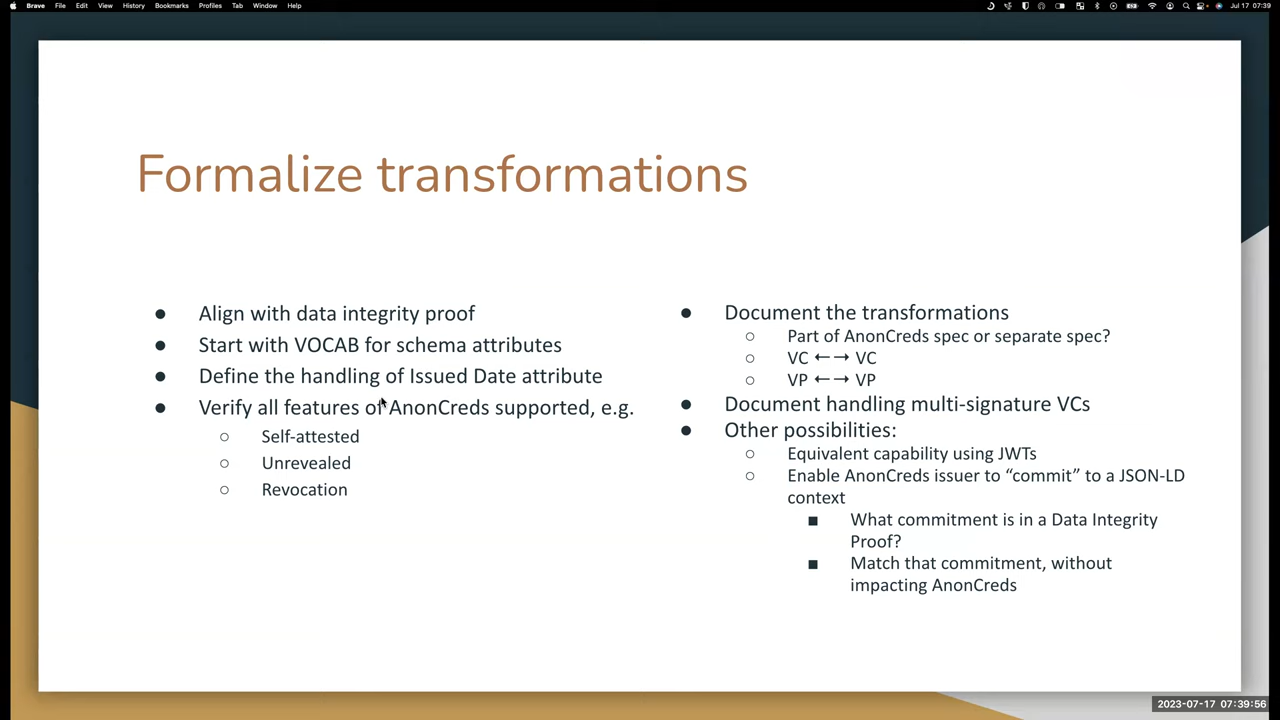 Brave File Edit View History Bookmarks Profiles Tab Window Help
Jul 17 07:39
Formalize transformations
● Align with data integrity proof
● Start with VOCAB for schema attributes
● Define the handling of Issued Date attribute
● Verify all features of AnonCreds supported, e.g.
○ Self-attested
○ Unrevealed
○ Revocation
● Document the transformations
○ Part of AnonCreds spec or separate spec?
○ VC ←→ VC
○ VP ←→ VP
● Document handling multi-signature VCs
● Other possibilities:
○ Equivalent capability using JWTs
○ Enable AnonCreds issuer to “commit” to a JSON-LD
context
■ What commitment is in a Data Integrity
Proof?
■ Match that commitment, without
impacting AnonCreds
2023-07-17 07:39:56